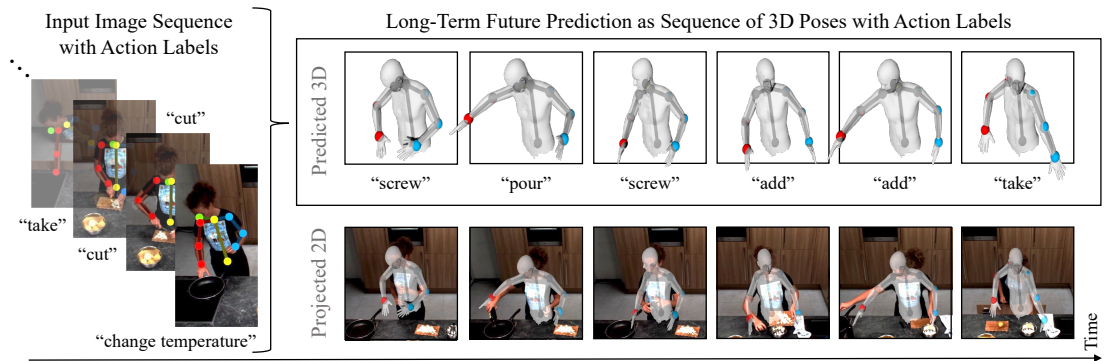 Input Image Sequence
with Action Labels
“cut”
“take”
“cut”
“change temperature”
Long-Term Future Prediction as Sequence of 3D Poses with Action Labels
Predicted 3D
“screw”
“pour”
“screw”
“add”
“add”
“take”
Projected 2D
Time